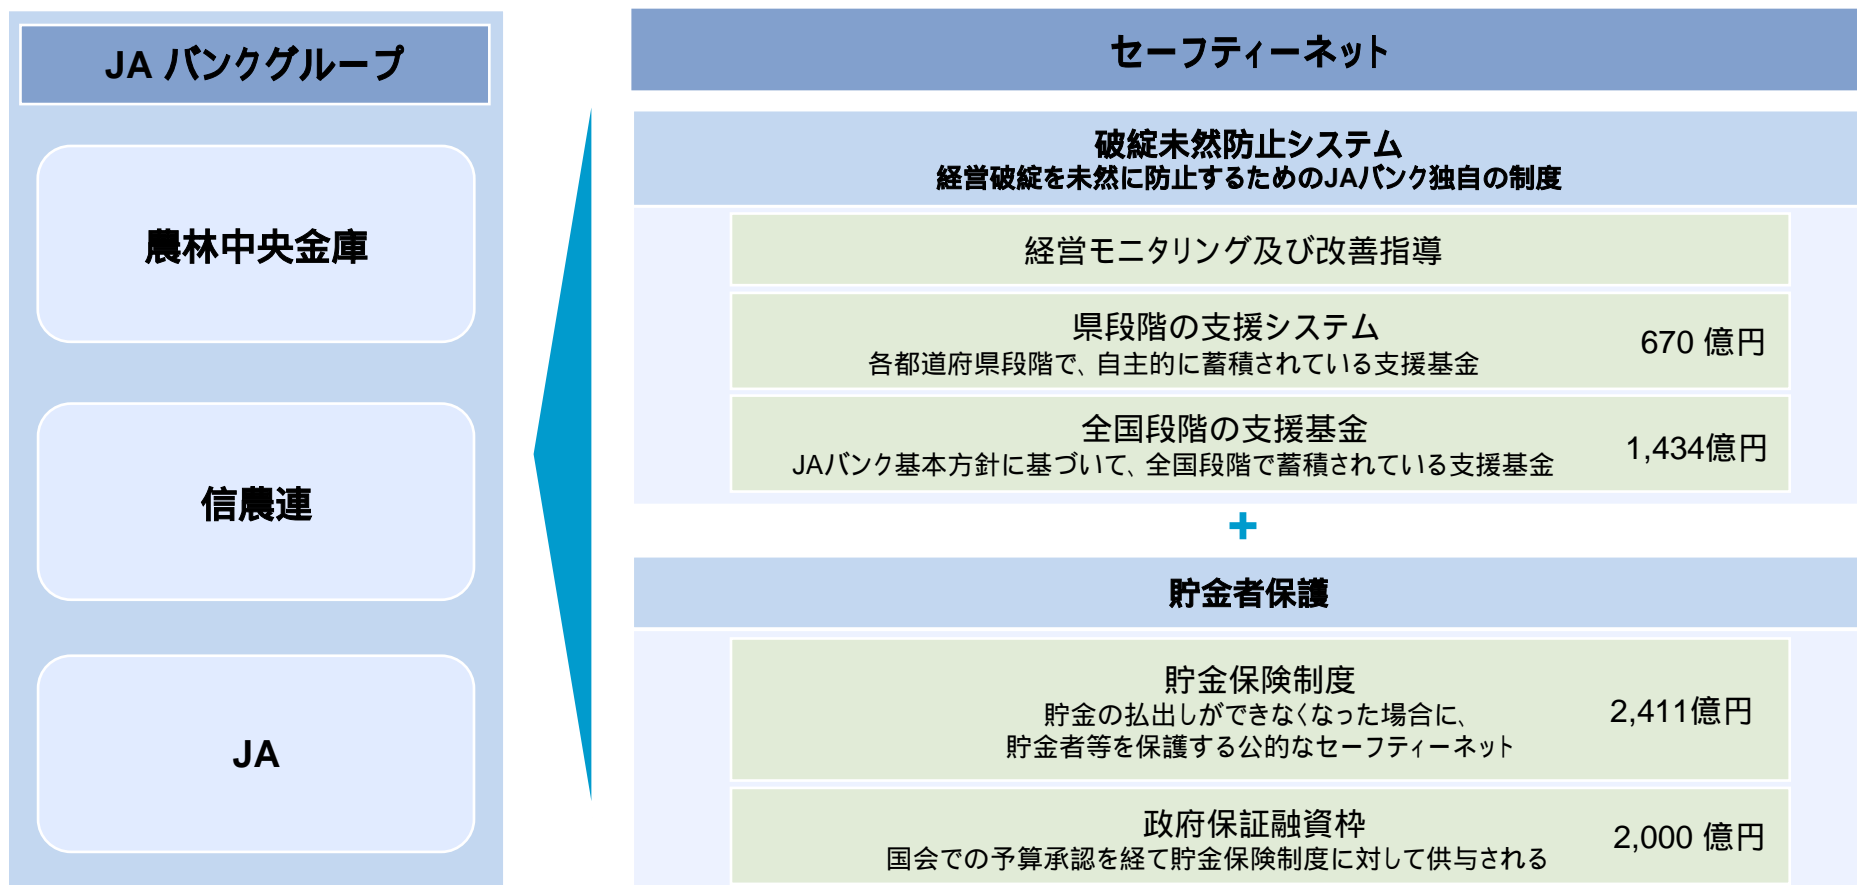 JA バンクグループ
農林中央金庫
信農連
JA
セーフティーネット
破綻未然防止システム
経営破綻を未然に防止するためのJAバンク独自の制度
経営モニタリング及び改善指導
県段階の支援システム
各都道府県段階で、自主的に蓄積されている支援基金
670 億円
全国段階の支援基金
JAバンク基本方針に基づいて、全国段階で蓄積されている支援基金
1,434億円
+
貯金者保護
貯金保険制度
貯金の払出しができなくなった場合に、
貯金者等を保護する公的なセーフティーネット
2,411億円
政府保証融資枠
国会での予算承認を経て貯金保険制度に対して供与される
2,000 億円